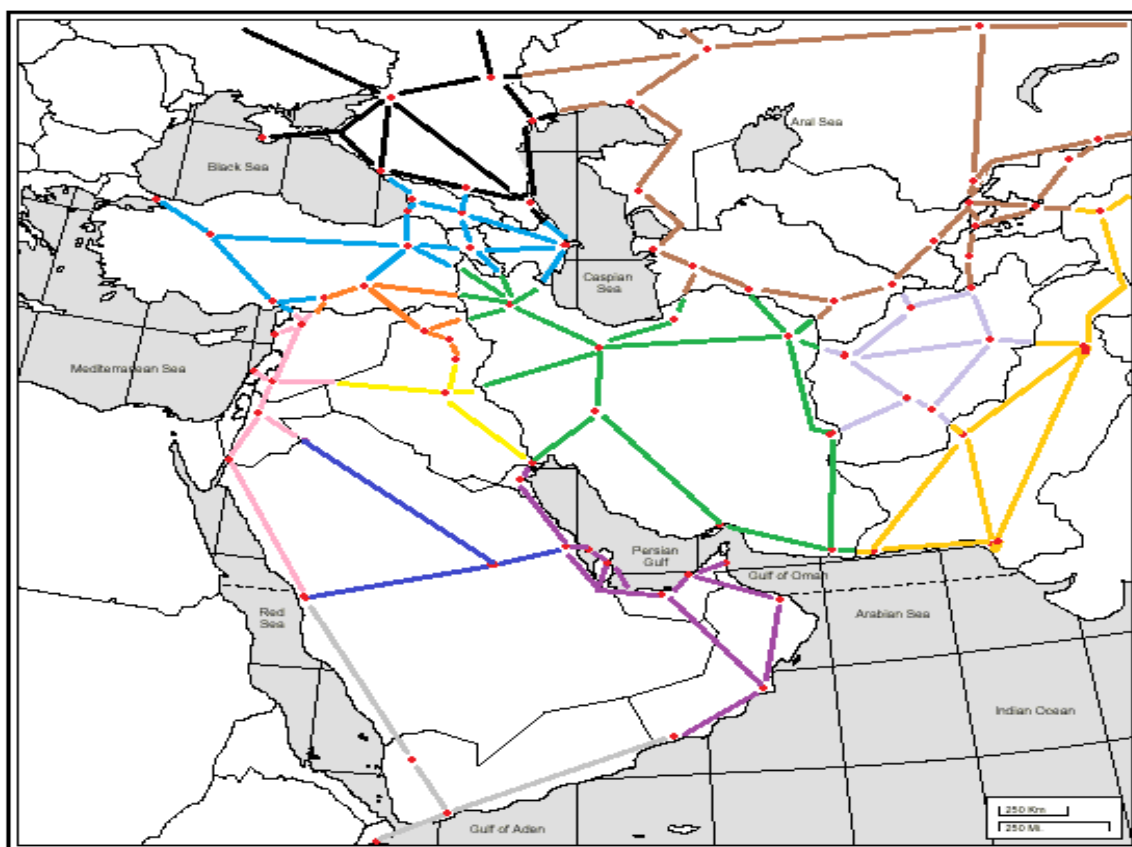 Aral Sea
Black Sea
Caspian
Sea
Mediterranean Sea
Persian
Gulf
Gulf of Oman
Red
Sea
Arabian Sea
Indian Ocean
Gulf of Aden
250 Km
250 Mi.